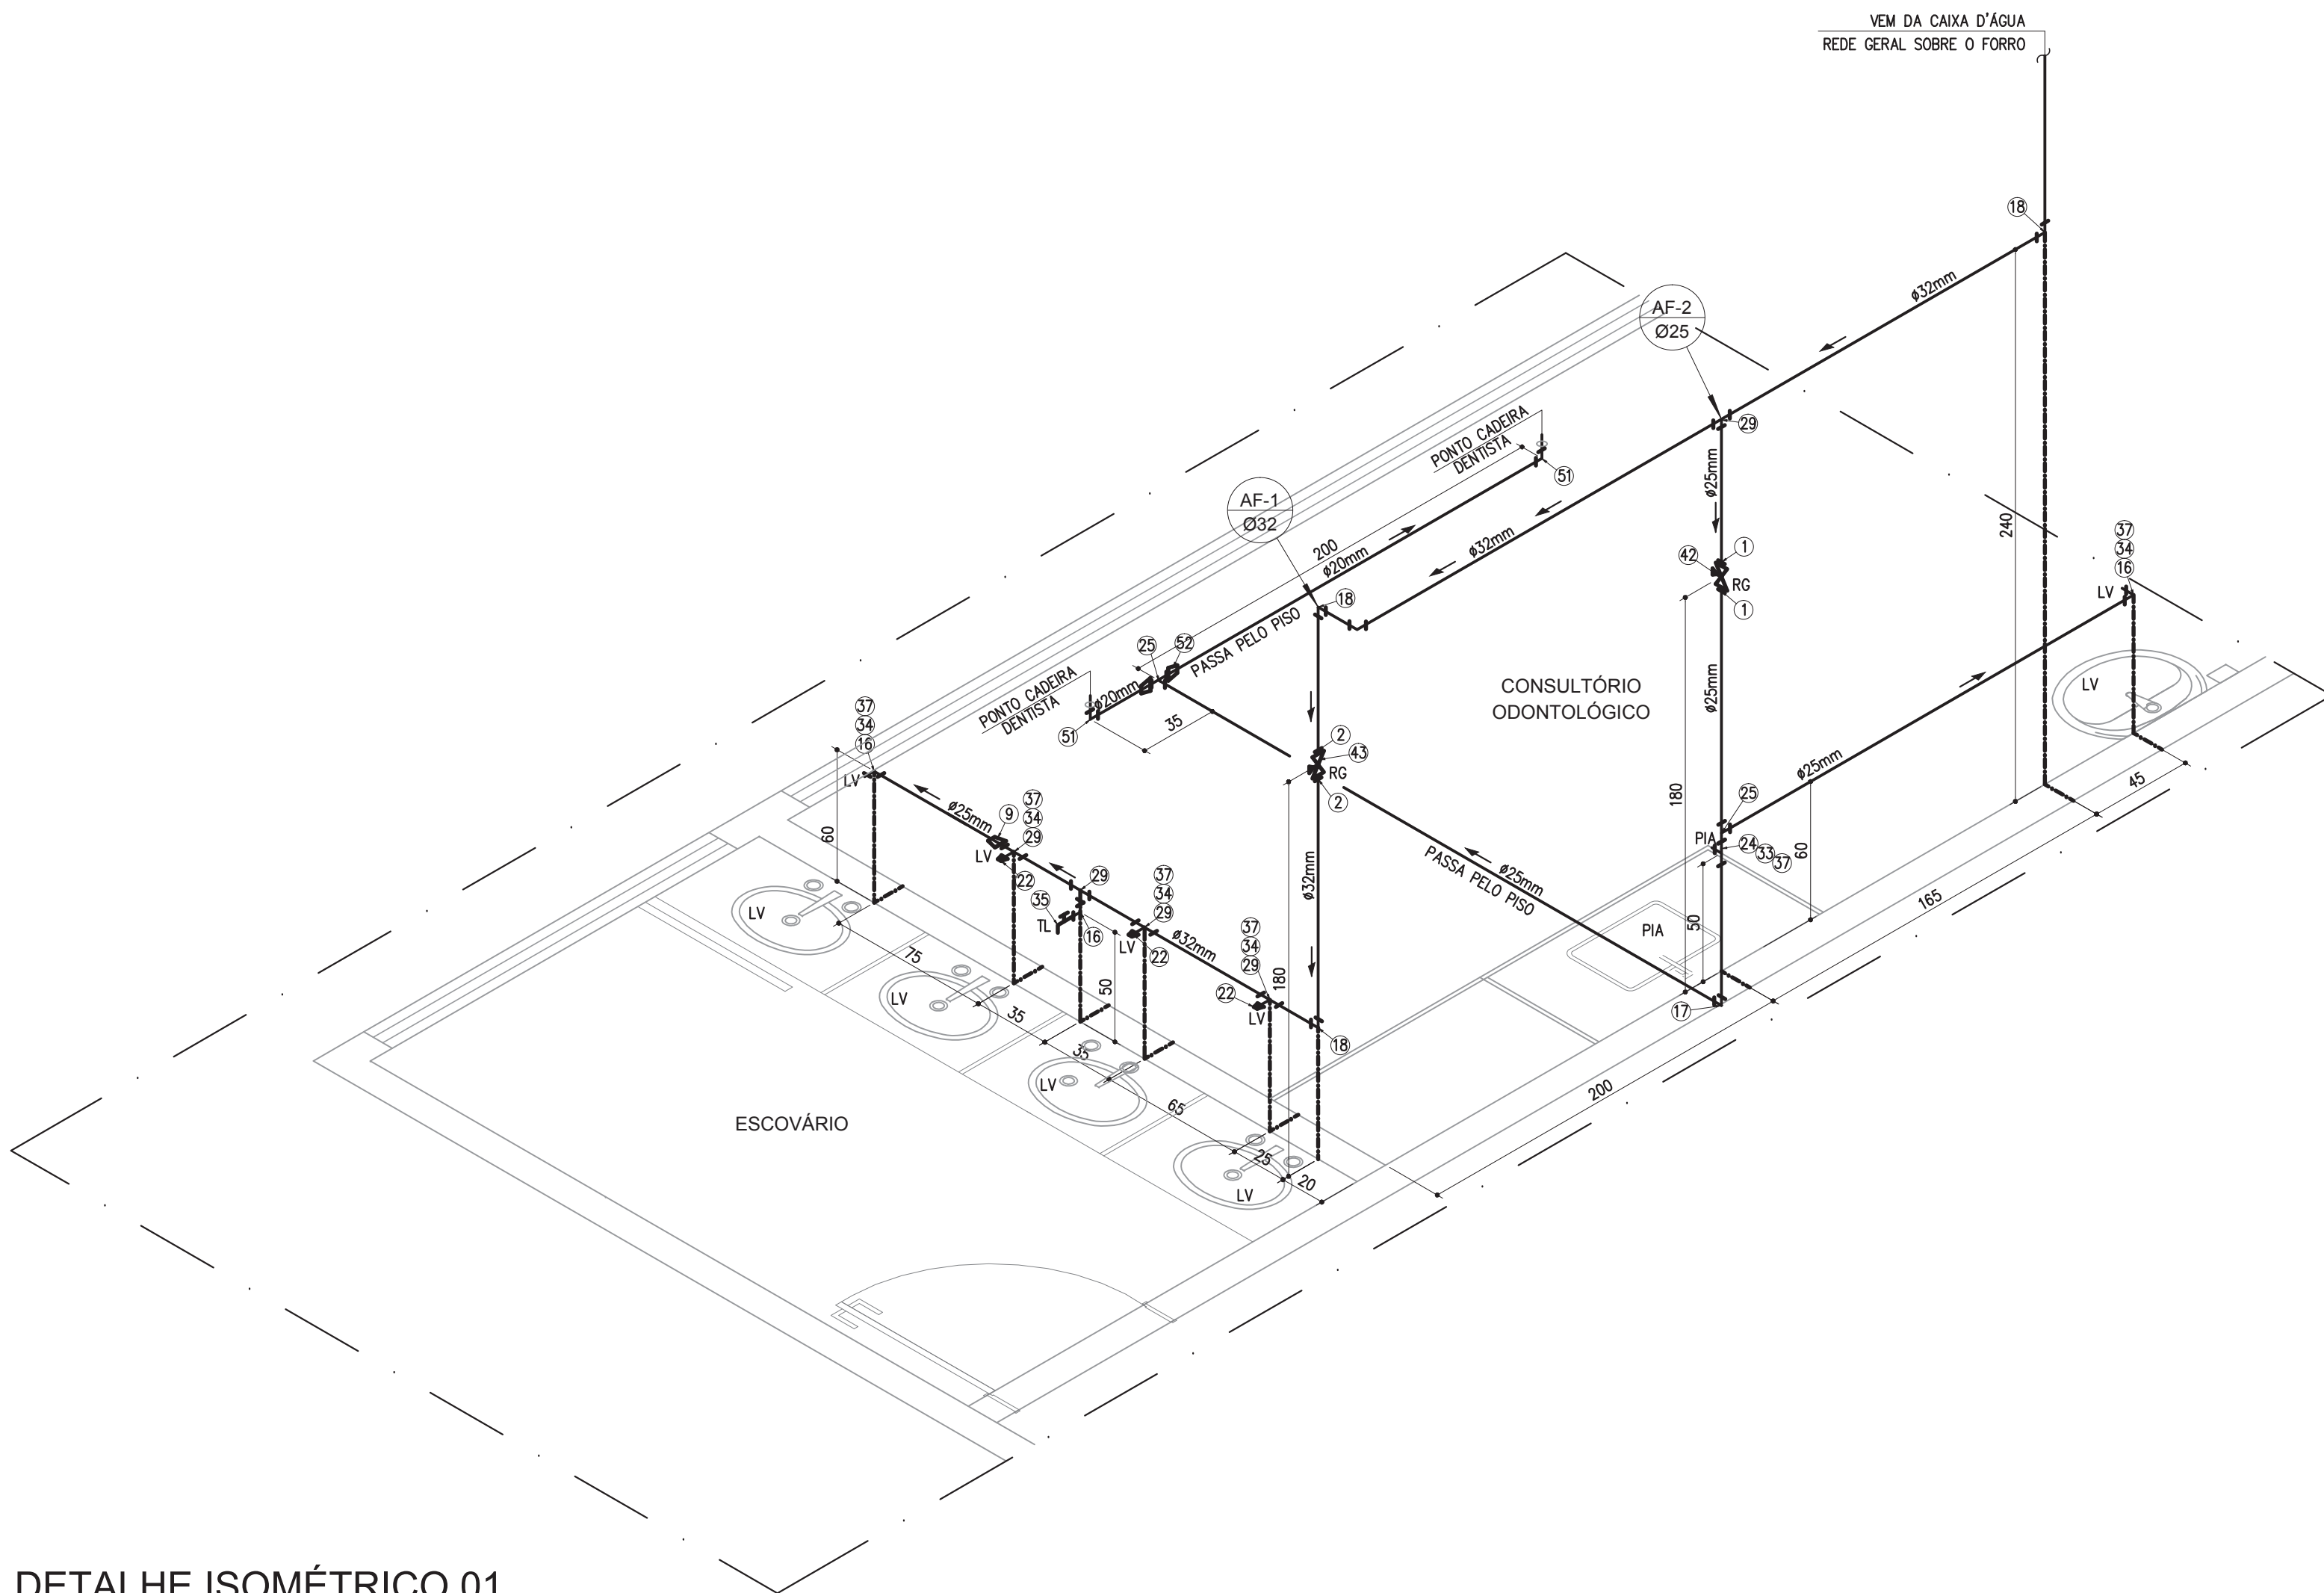 VEM DA CAIXA D'ÁGUA
REDE GERAL SOBRE O FORRO
18
ø32mm
240
AF-2
Ø25
29
ø25mm
PONTO CADEIRA
DENTISTA
51
AF-1
Ø32
200
ø20mm
ø32mm
42
1
RG
1
37
34
16
LV
LV
18
PASSA PELO PISO
25
52
PONTO CADEIRA
DENTISTA
ø20mm
51
35
CONSULTÓRIO
ODONTOLÓGICO
ø25mm
2
43
RG
2
180
ø25mm
45
37
34
16
LV
60
ø25mm
9
37
34
29
LV
22
29
35
TL
16
37
34
29
LV
22
ø32mm
37
34
29
22
LV
50
180
ø32mm
18
PIA
25
24
33
37
60
50
PIA
17
ø25mm
PASSA PELO PISO
165
200
LV
75
LV
35
35
LV
65
25
20
LV
ESCOVÁRIO
DETALHE ISOMÉTRICO 01